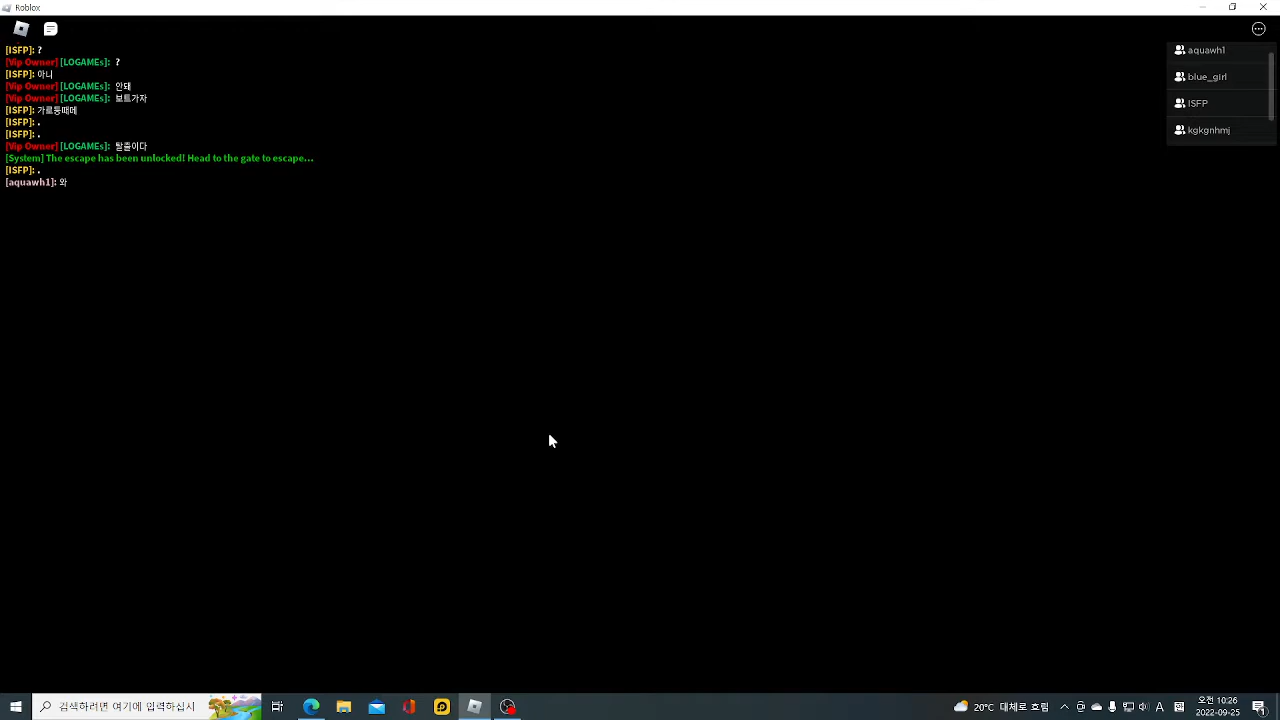 Roblox
[ISFP]: ?
[Vip Owner] [LOGAMEs]: ?
[ISFP]: 아니
[Vip Owner] [LOGAMEs]: 안돼
[Vip Owner] [LOGAMEs]: 보트가자
[ISFP]: 가르둥때메
[ISFP]: .
[ISFP]: .
[Vip Owner] [LOGAMEs]: 탈출이다
[System] The escape has been unlocked! Head to the gate to escape...
[ISFP]: .
[aquawh1]: 와
aquawh1
blue_girl
ISFP
kgkgnhmj
검색하려면 여기에 입력하십시
20℃ 대체로 흐림
A
오전 10:26
2022-09-25